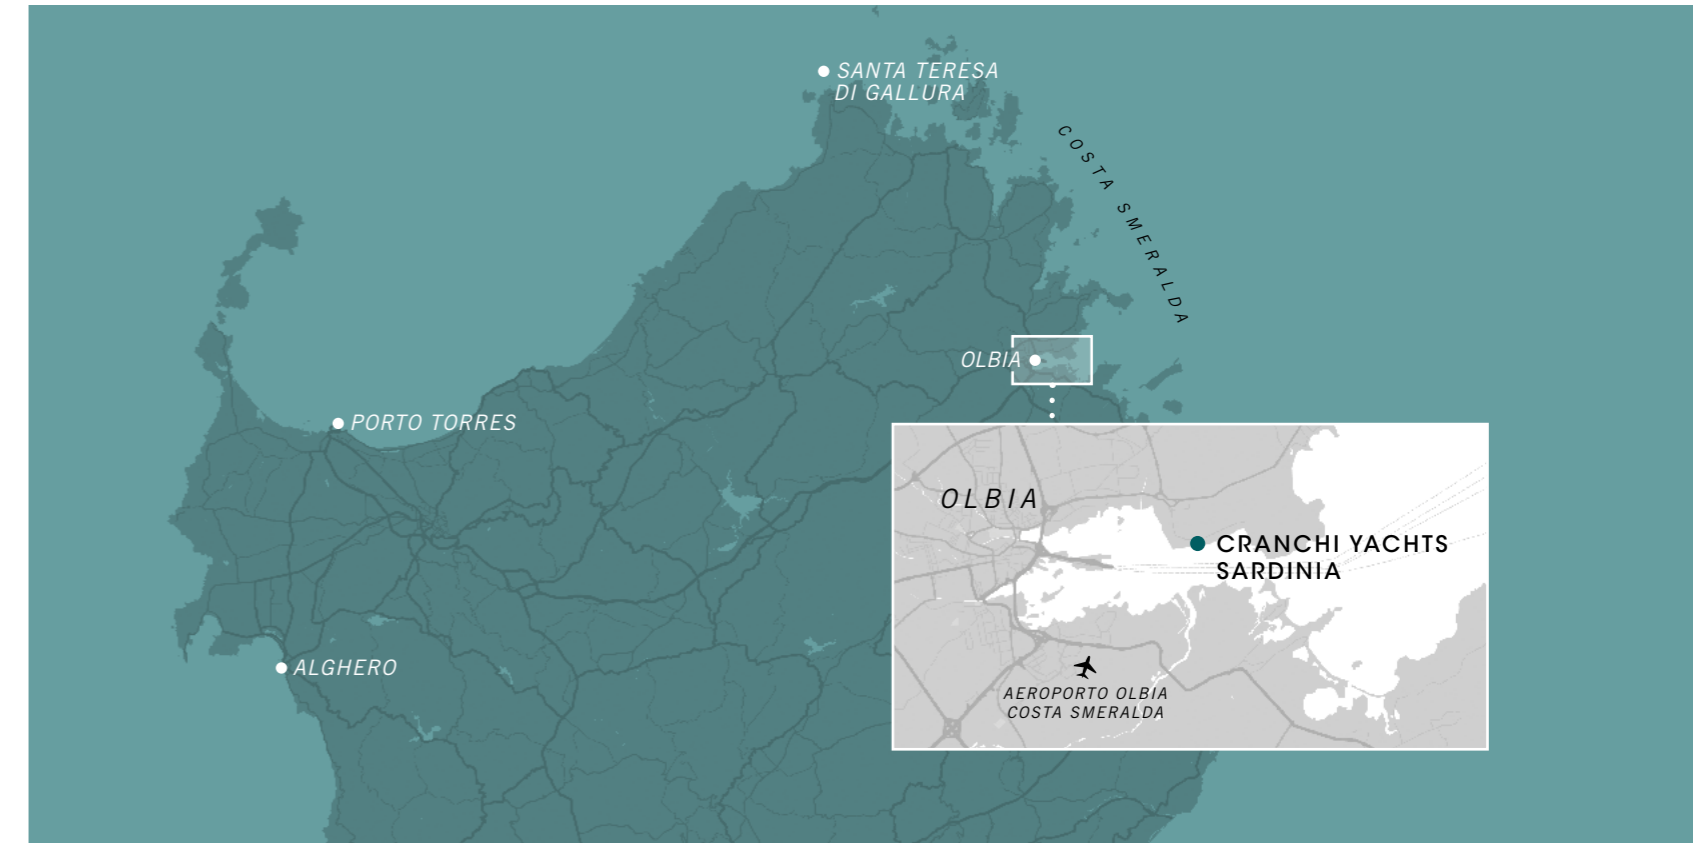 SANTA TERESA
DI GALLURA
COSTA SMERALDA
OLBIA
PORTO TORRES
OLBIA
CRANCHI YACHTS
SARDINIA
ALGHERO
AEROPORTO OLBIA
COSTA SMERALDA